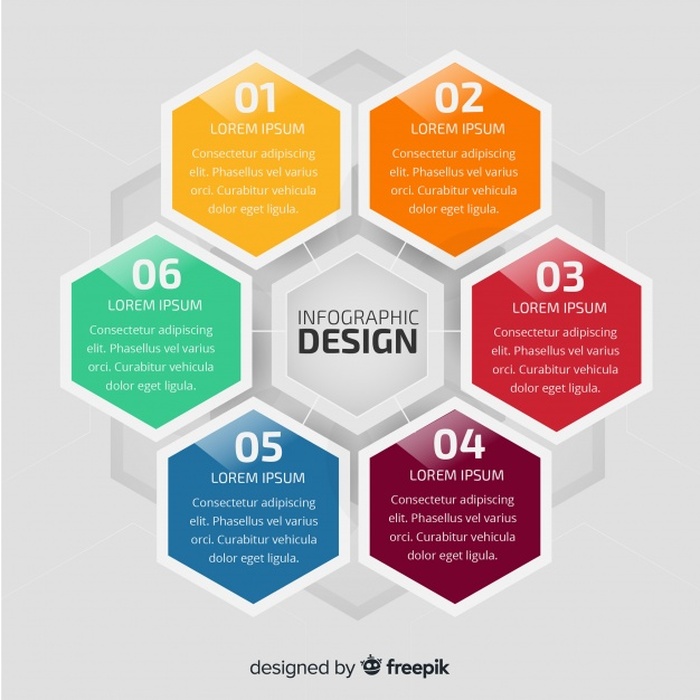 01
LOREM IPSUM
Consectetur adipiscing
elit. Phasellus vel varius
orci. Curabitur vehicula
dolor eget ligula.
02
LOREM IPSUM
Consectetur adipiscing
elit. Phasellus vel varius
orci. Curabitur vehicula
dolor eget ligula.
06
LOREM IPSUM
Consectetur adipiscing
elit. Phasellus vel varius
orci. Curabitur vehicula
dolor eget ligula.
INFOGRAPHIC
DESIGN
03
LOREM IPSUM
Consectetur adipiscing
elit. Phasellus vel varius
orci. Curabitur vehicula
dolor eget ligula.
05
LOREM IPSUM
Consectetur adipiscing
elit. Phasellus vel varius
orci. Curabitur vehicula
dolor eget ligula.
04
LOREM IPSUM
Consectetur adipiscing
elit. Phasellus vel varius
orci. Curabitur vehicula
dolor eget ligula.
designed by freepik